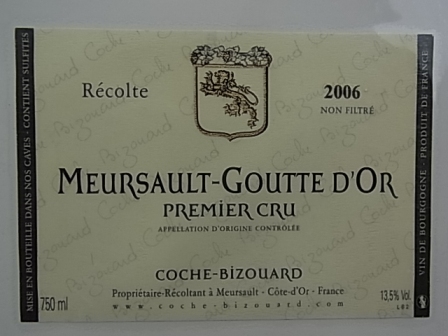 Récolte
2006
NON FILTRÉ
MEURSAULT-GOUTTE D'OR
PREMIER CRU
APPELLATION D'ORIGINE CONTRÔLÉE
COCHE-BIZOUARD
Propriétaire-Récoltant à Meursault - Côte-d'Or - France
www.coche-bizouard.com
750 ml
13,5% Vol.
MISE EN BOUTEILLE DANS NOS CAVES - CONTIENT SULFITES
VIN DE BOURGOGNE - PRODUIT DE FRANCE
Coche Bizouard